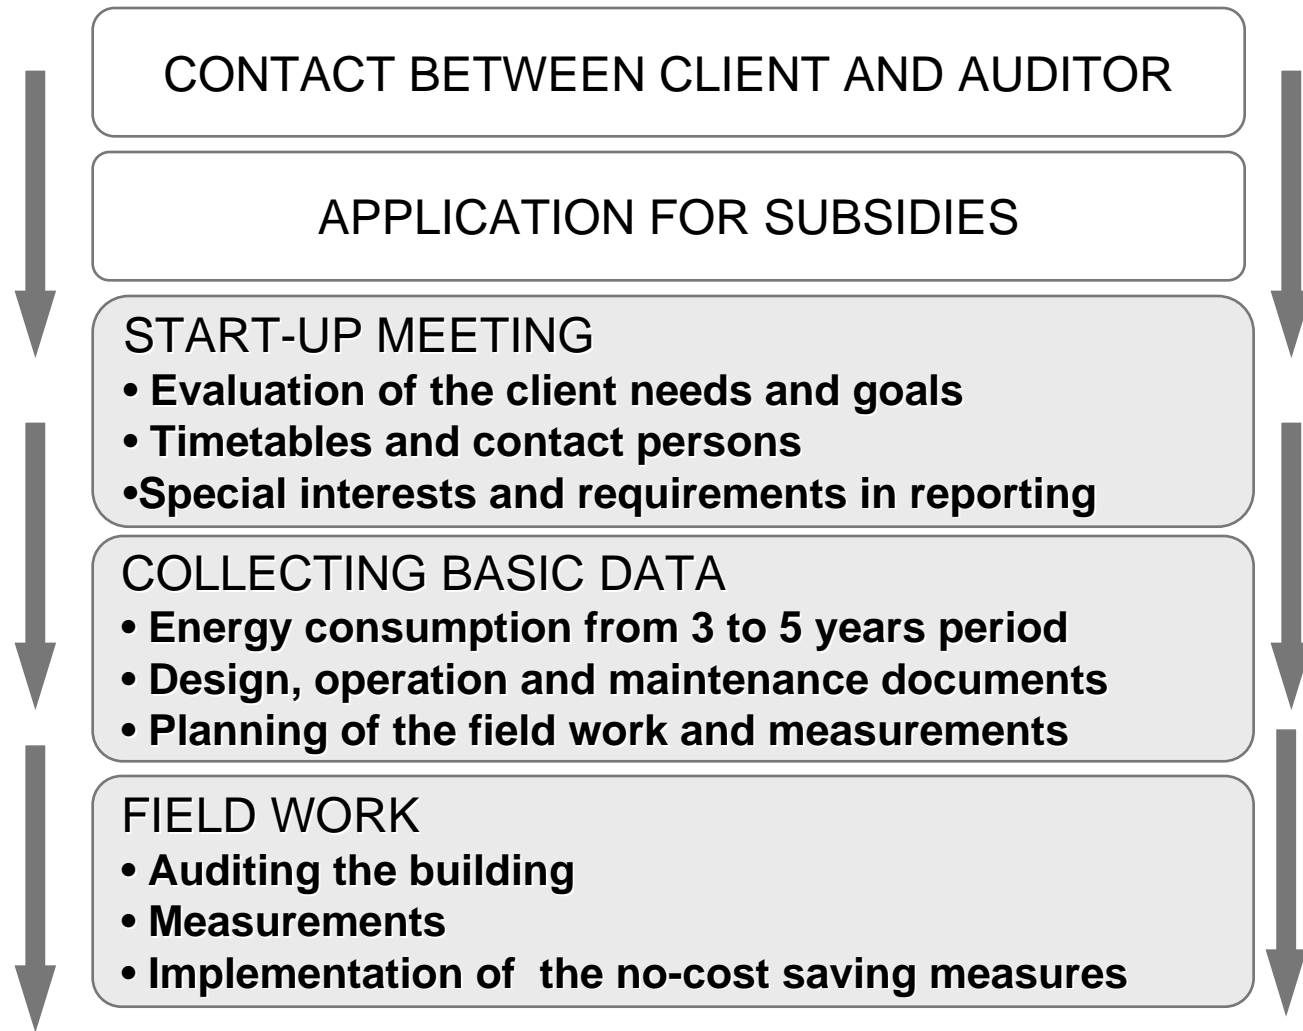 CONTACT BETWEEN CLIENT AND AUDITOR
APPLICATION FOR SUBSIDIES
START-UP MEETING
• Evaluation of the client needs and goals
• Timetables and contact persons
•Special interests and requirements in reporting
COLLECTING BASIC DATA
• Energy consumption from 3 to 5 years period
• Design, operation and maintenance documents
• Planning of the field work and measurements
FIELD WORK
• Auditing the building
• Measurements
• Implementation of  the no-cost saving measures